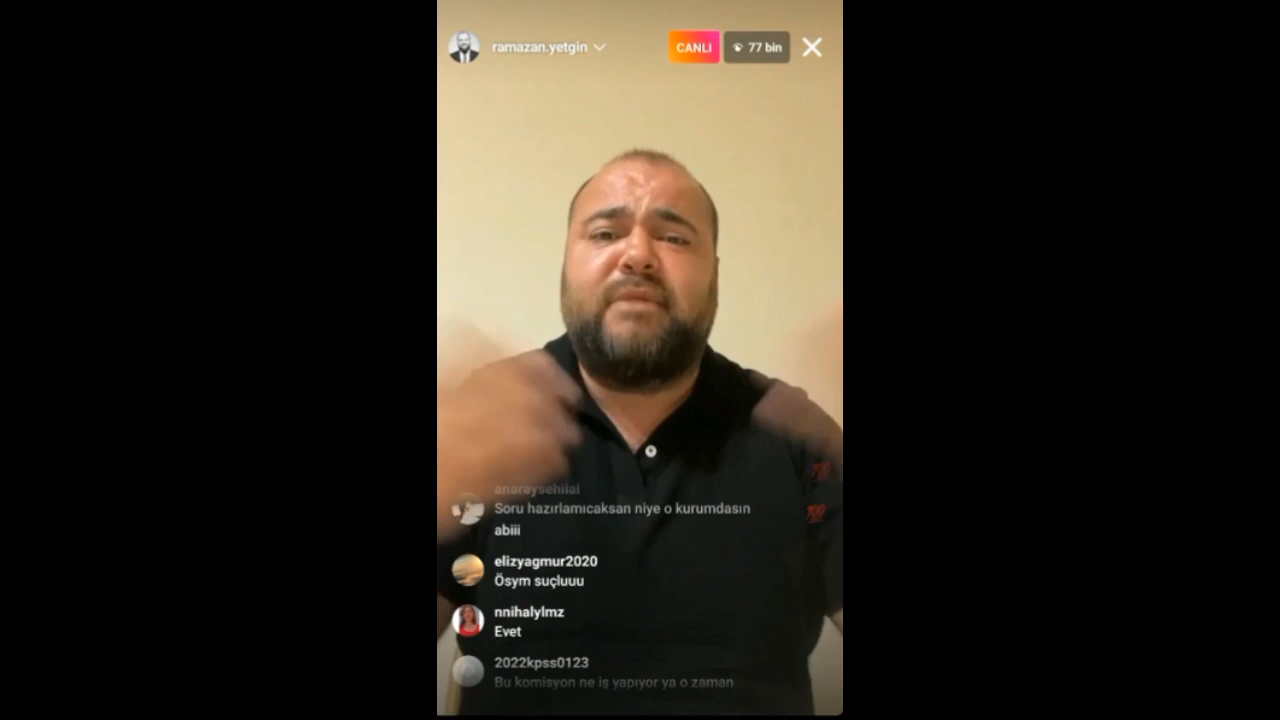 ramazan.yetgin
CANLI
77 bin
anaraysehilal
Soru hazırlamıcaksan niye o kurumdasın
abiii
elizyagmur2020
Ösym suçluuu
nnihalylmz
Evet
2022kpss0123
Bu komisyon ne iş yapıyor ya o zaman